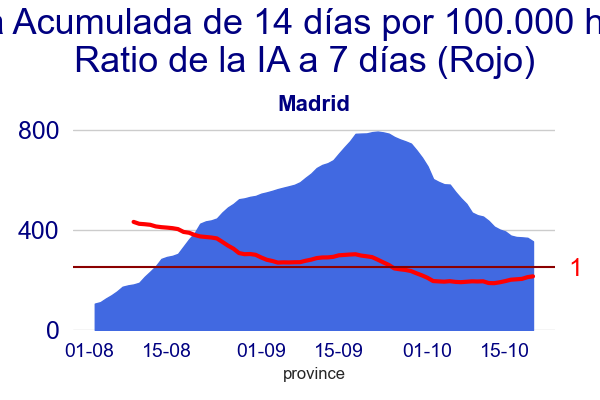 Acumulada de 14 días por 100.000 h
Ratio de la IA a 7 días (Rojo)
Madrid
800
400
0
1
01-08 15-08 01-09 15-09 01-10 15-10
province